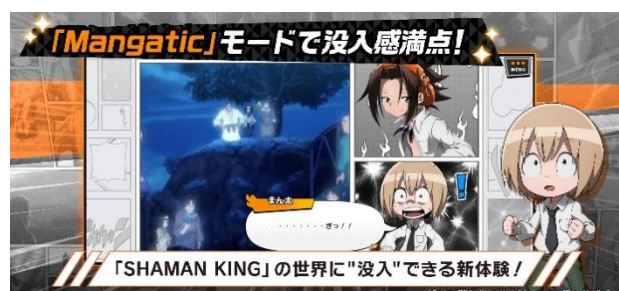 「Mangatic」モードで没入感満点!
MENU
まん太
・・・・・・・ぎっ!!
「SHAMAN KING」の世界に"没入"できる新体験!